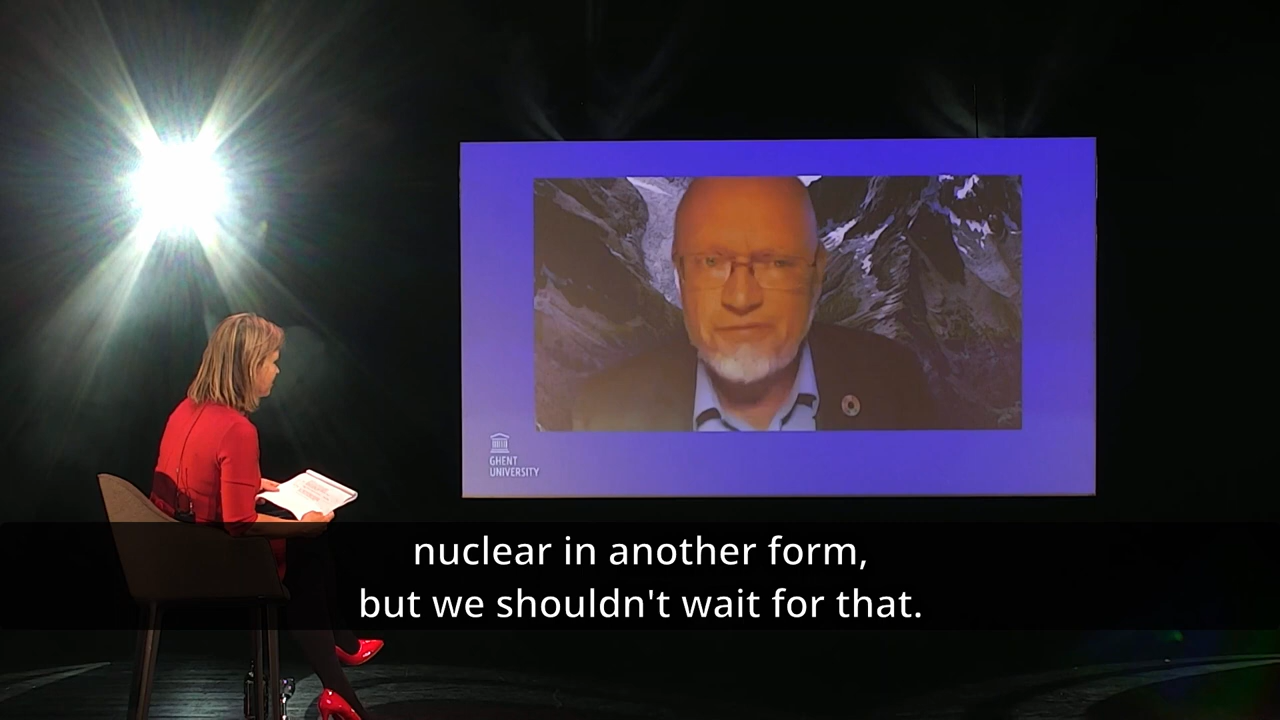 GHENT
UNIVERSITY
nuclear in another form,
but we shouldn't wait for that.